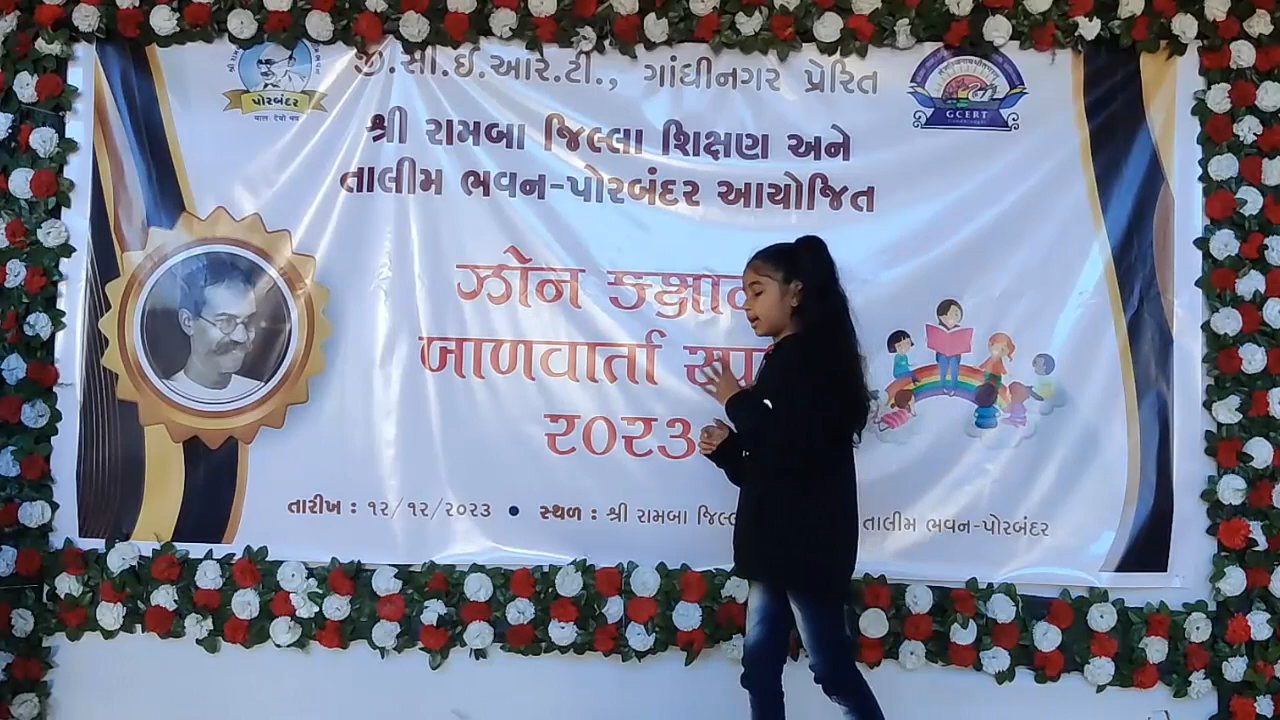 જી.સી.ઈ.આર.ટી., ગાંધીનગર પ્રેરિત
શ્રી રામબા જિલ્લા શિક્ષણ અને
તાલીમ ભવન-પોરબંદર આયોજિત
ઝોન કક્ષા
બાળવાર્તા
૨૦૨૩
તારીખ : ૧૨/૧૨/૨૦૨૩ • સ્થળ : શ્રી રામબા તાલીમ ભવન-પોરબંદર
પોરબંદર
GCERT